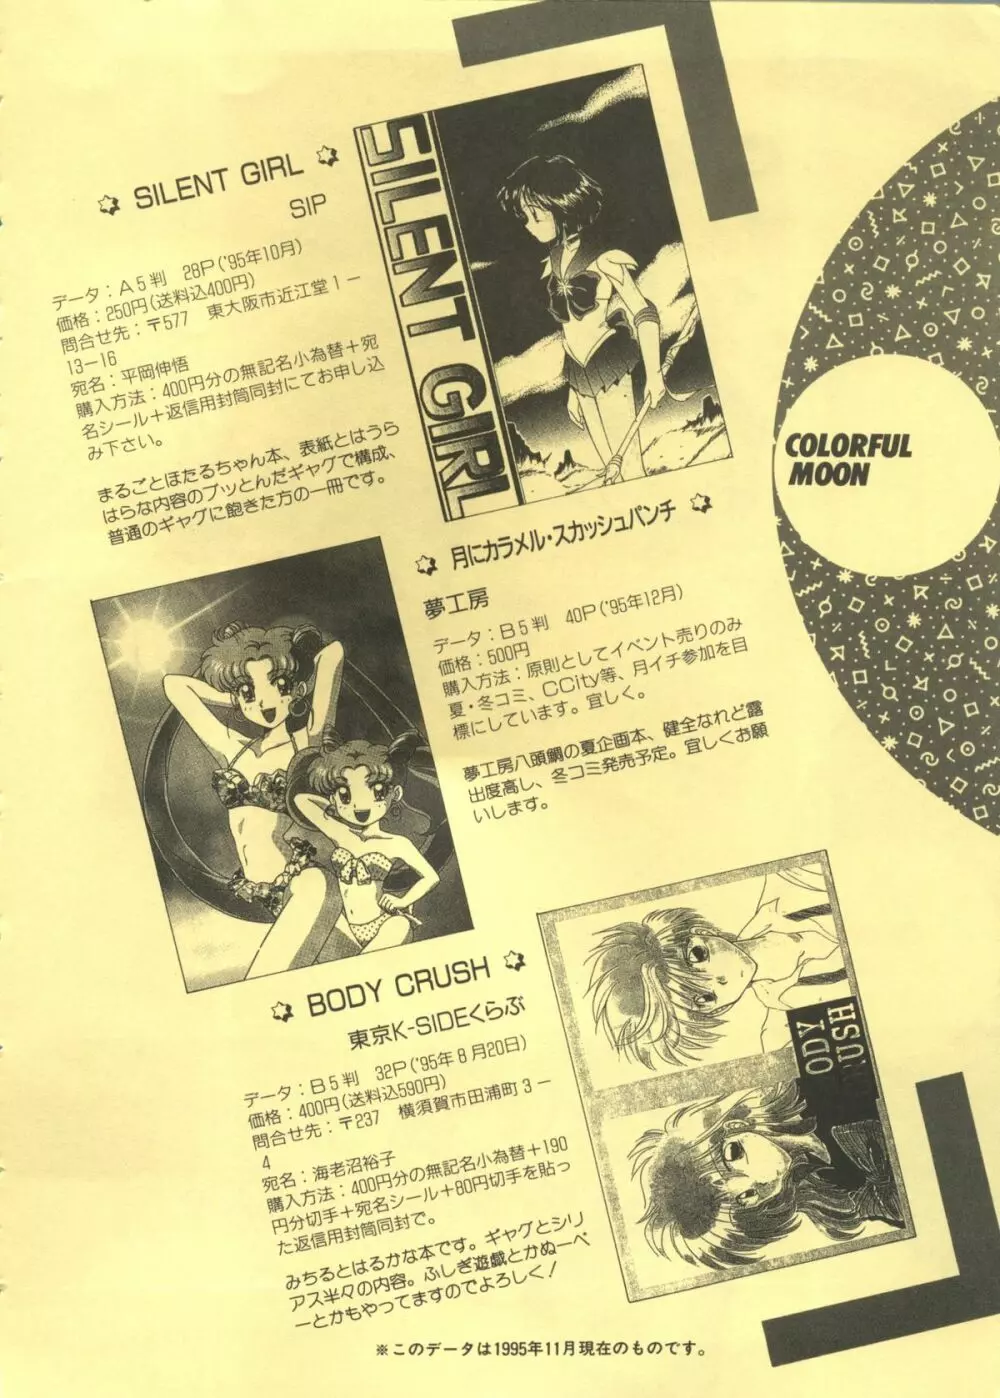 SILENT GIRL
SIP
データ：A5判　28P（'95年10月）
価格：250円（送料込400円）
問合せ先：〒577　東大阪市近江堂1－
13－16
宛名：平岡伸悟
購入方法：400円分の無記名小為替＋宛
名シール＋返信用封筒同封にてお申し込
み下さい。
まるごとほたるちゃん本、表紙とはうら
はらな内容のブッとんだギャグで構成、
普通のギャグに飽きた方の一冊です。
SILENT GIRL
COLORFUL
MOON
月にカラメル・スカッシュパンチ
夢工房
データ：B5判　40P（'95年12月）
価格：500円
購入方法：原則としてイベント売りのみ
夏・冬コミ、CCity等、月イチ参加を目
標にしています。宜しく。
夢工房八頭鯛の夏企画本、健全なれど露
出度高し、冬コミ発売予定。宜しくお願
いします。
BODY CRUSH
東京K-SIDEくらぶ
データ：B5判　32P（'95年8月20日）
価格：400円（送料込590円）
問合せ先：〒237　横須賀市田浦町3－
4
宛名：海老沼裕子
購入方法：400円分の無記名小為替＋190
円分切手＋宛名シール＋80円切手を貼っ
た返信用封筒同封で。
みちるとはるかな本です。ギャグとシリ
アス半々の内容。ふしぎ遊戯とかぬーべ
ーとかもやってますのでよろしく！
ODY
RUSH
※このデータは1995年11月現在のものです。